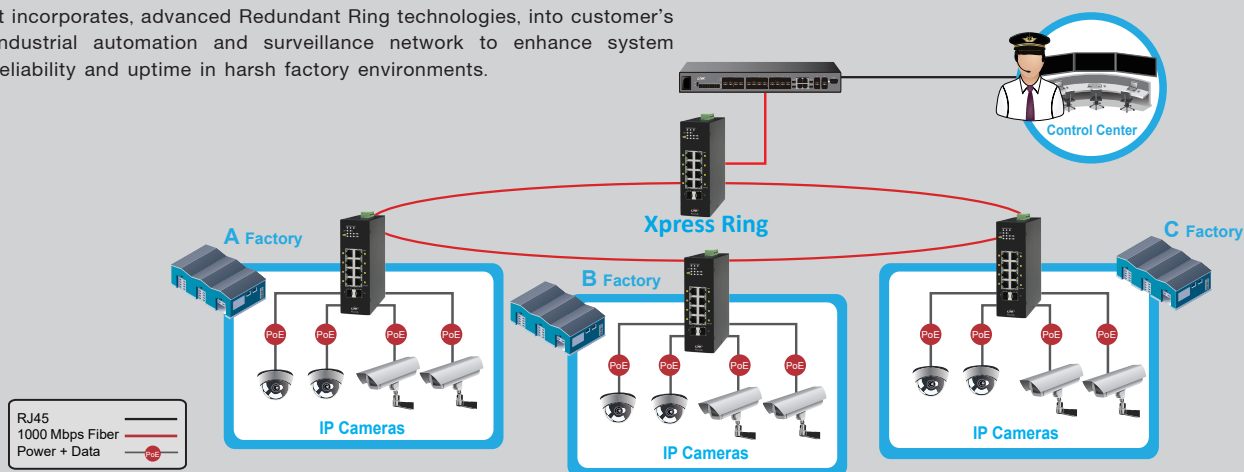 t incorporates, advanced Redundant Ring technologies, into customer's
ndustrial automation and surveillance network to enhance system
eliability and uptime in harsh factory environments.
Control Center
Xpress Ring
A Factory
B Factory
C Factory
PoE PoE PoE PoE
PoE PoE PoE PoE
PoE PoE PoE PoE
IP Cameras
IP Cameras
IP Cameras
RJ45
1000 Mbps Fiber
Power + Data PoE